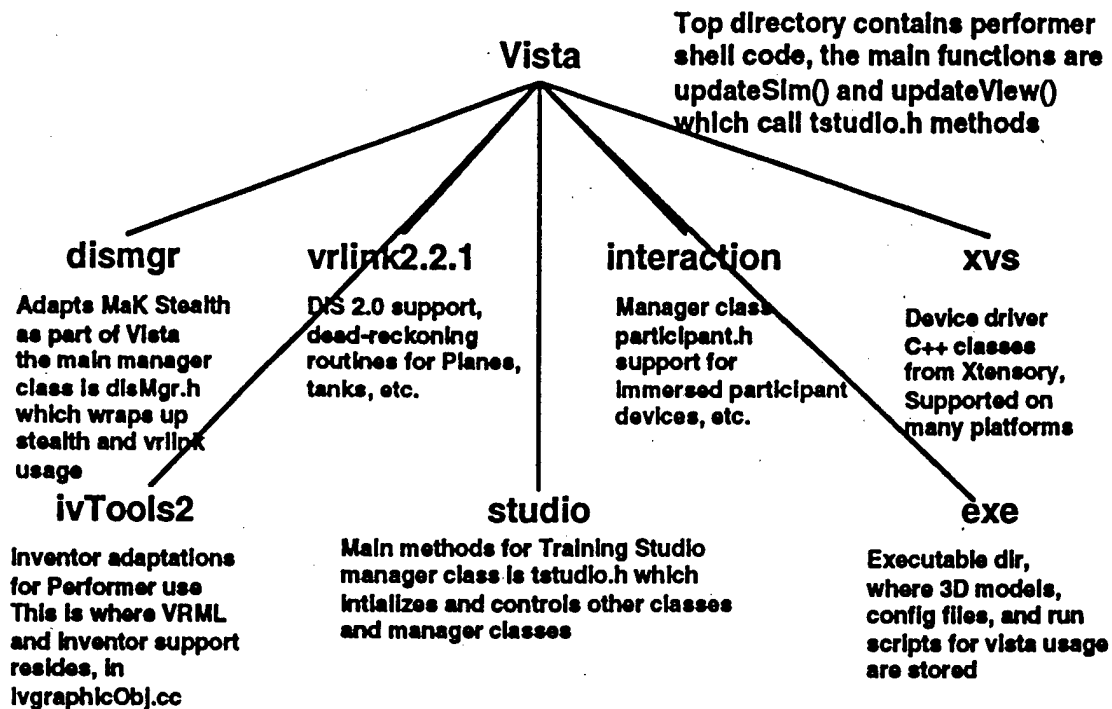 Vista
Top directory contains performer
shell code, the main functions are
updateSim() and updateView()
which call tstudio.h methods
dismgr
Adapts MaK Stealth
as part of Vista
the main manager
class is disMgr.h
which wraps up
stealth and vrlink
usage
vrlink2.2.1
DIS 2.0 support,
dead-reckoning
routines for Planes,
tanks, etc.
interaction
Manager class
participant.h
support for
immersed participant
devices, etc.
xvs
Device driver
C++ classes
from Xtensory,
Supported on
many platforms
ivTools2
Inventor adaptations
for Performer use
This is where VRML
and Inventor support
resides, in
ivgraphicObj.cc
studio
Main methods for Training Studio
manager class is tstudio.h which
intializes and controls other classes
and manager classes
exe
Executable dir,
where 3D models,
config files, and run
scripts for vista usage
are stored